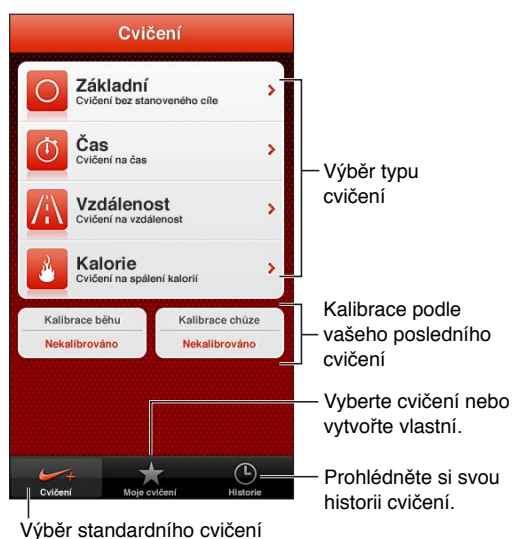 Cvičení
Základní
Cvičení bez stanoveného cíle
Čas
Cvičení na čas
Vzdálenost
Cvičení na vzdálenost
Kalorie
Cvičení na spálení kalorií
Kalibrace běhu
Nekalibrováno
Kalibrace chůze
Nekalibrováno
Cvičení
Moje cvičení
Historie
Výběr typu
cvičení
Kalibrace podle
vašeho posledního
cvičení
Vyberte cvičení nebo
vytvořte vlastní.
Prohlédněte si svou
historii cvičení.
Výběr standardního cvičení